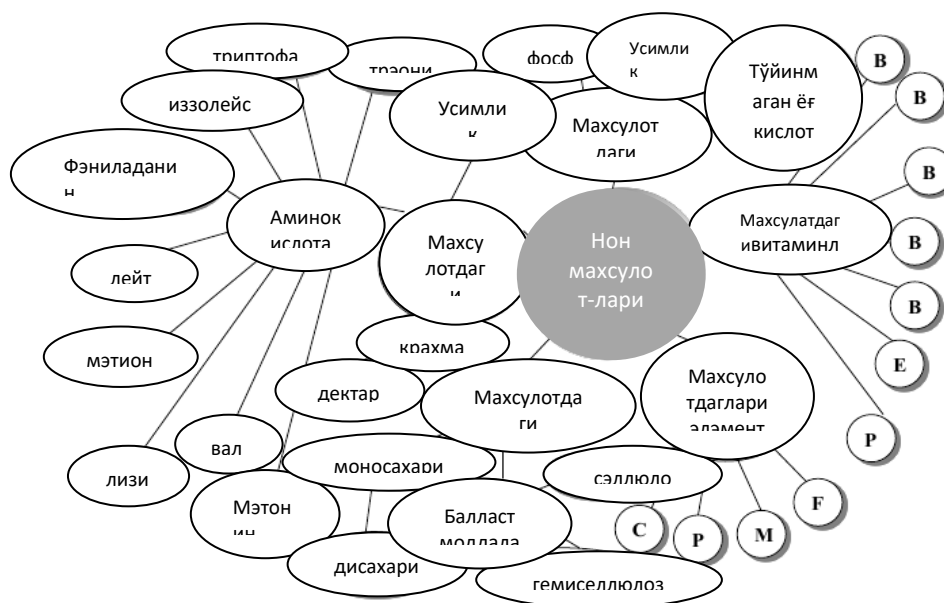 триптофа
трэони
фосф
Усимли
к
Тўйинм
аган ёғ
кислот
В
В
иззолейс
Усимли
к
Махсулот
даги
Фэниладани
н
В
Аминок
ислота
Махсу
лотдаг
и
Нон
махсуло
т-лари
Махсулатдаг
ивитаминл
В
лейт
В
мэтион
крахма
Е
дектар
Махсулотда
ги
Махсуло
тдаглари
элэмент
Р
вал
лизи
моносахари
сэллюло
F
Мэтон
ин
Балласт
моддала
С
Р
М
дисахари
гемиселлюлоз